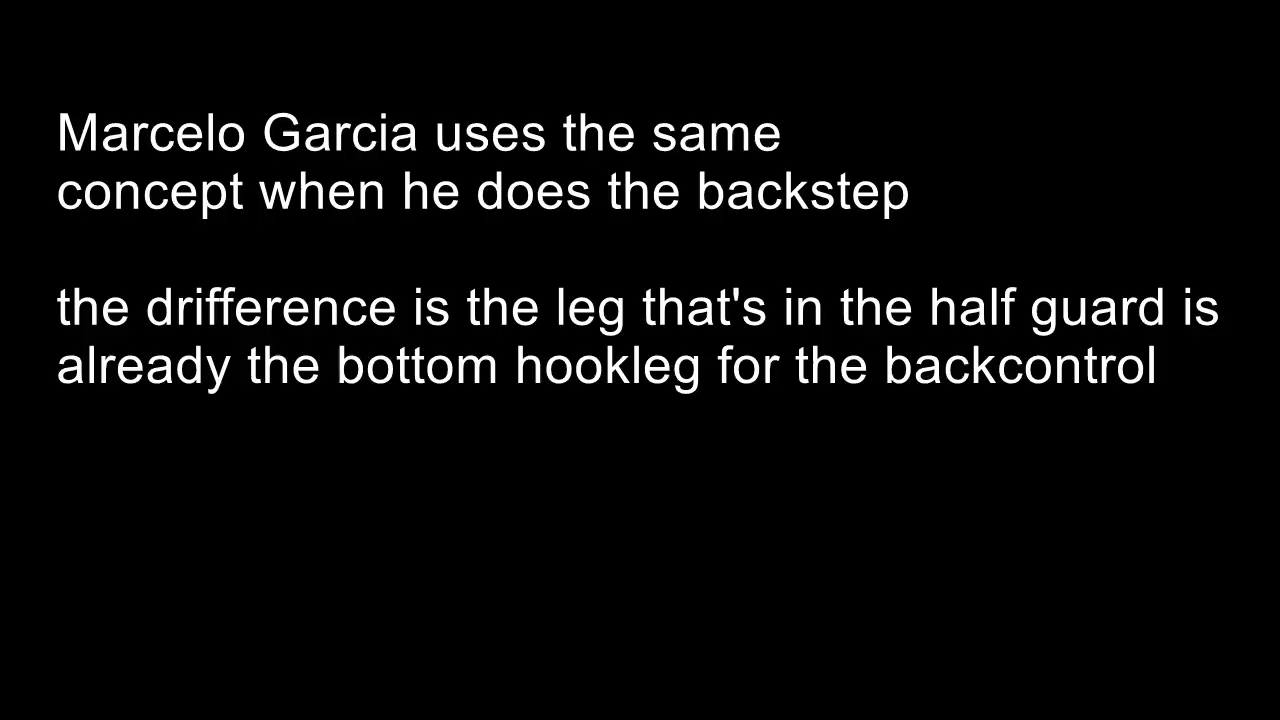 Marcelo Garcia uses the same
concept when he does the backstep
the drifference is the leg that's in the half guard is
already the bottom hookleg for the backcontrol